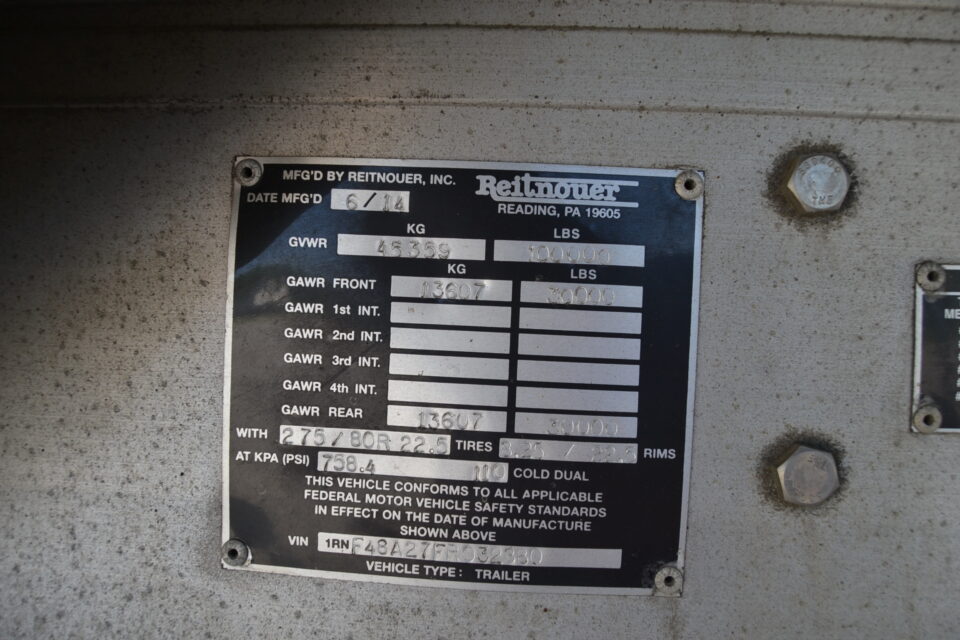 MFG'D BY REITNOUER, INC. Reitnouer
DATE MFG'D 6/14 READING, PA 19605
KG LBS
GVWR 45359 100000
KG LBS
GAWR FRONT 13607 30000
GAWR 1st INT.
GAWR 2nd INT.
GAWR 3rd INT.
GAWR 4th INT.
GAWR REAR 13607 30000
WITH 275/80R 22.5 TIRES 8.25 / 22.5 RIMS
AT KPA (PSI) 758.4 110 COLD DUAL
THIS VEHICLE CONFORMS TO ALL APPLICABLE
FEDERAL MOTOR VEHICLE SAFETY STANDARDS
IN EFFECT ON THE DATE OF MANUFACTURE
SHOWN ABOVE
VIN 1RN
VEHICLE TYPE: TRAILER